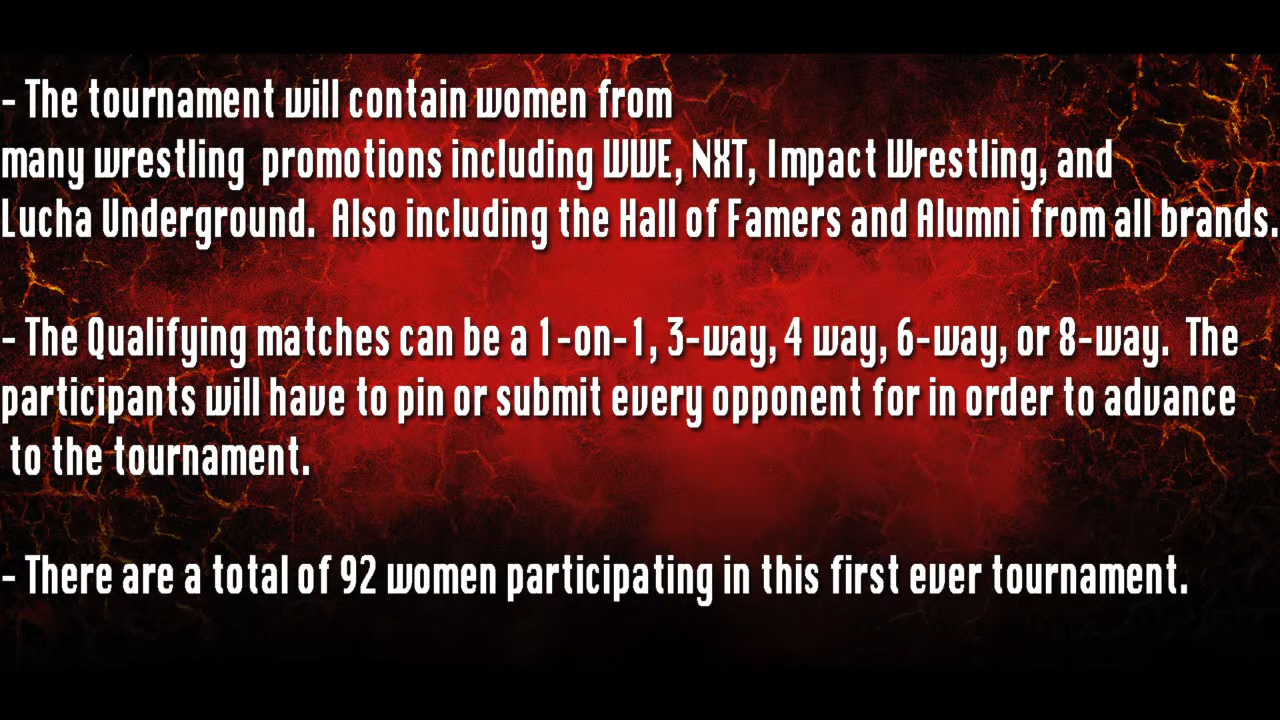 - The tournament will contain women from
many wrestling  promotions including WWE, NXT, Impact Wrestling, and
Lucha Underground.  Also including the Hall of Famers and Alumni from all brands.
- The Qualifying matches can be a 1-on-1, 3-way, 4 way, 6-way, or 8-way.  The
participants will have to pin or submit every opponent for in order to advance
to the tournament.
- There are a total of 92 women participating in this first ever tournament.